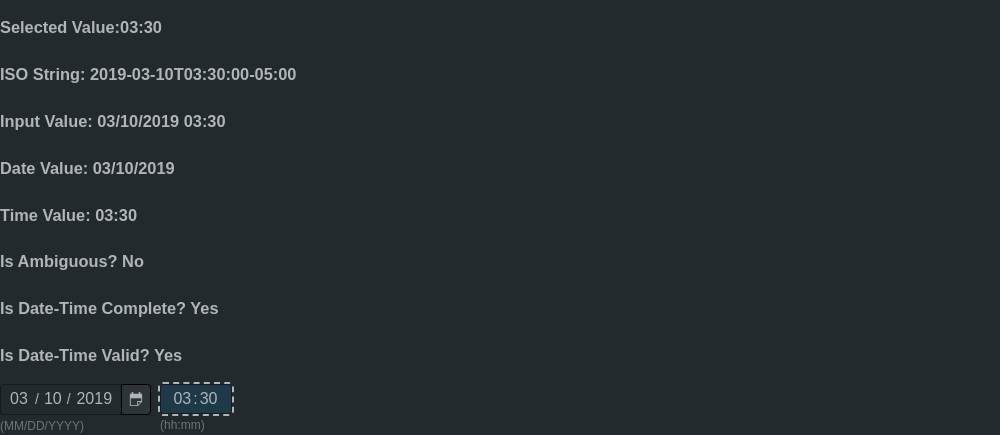 Selected Value:03:30
ISO String: 2019-03-10T03:30:00-05:00
Input Value: 03/10/2019 03:30
Date Value: 03/10/2019
Time Value: 03:30
Is Ambiguous? No
Is Date-Time Complete? Yes
Is Date-Time Valid? Yes
03 / 10 / 2019 03:30
(MM/DD/YYYY) (hh:mm)